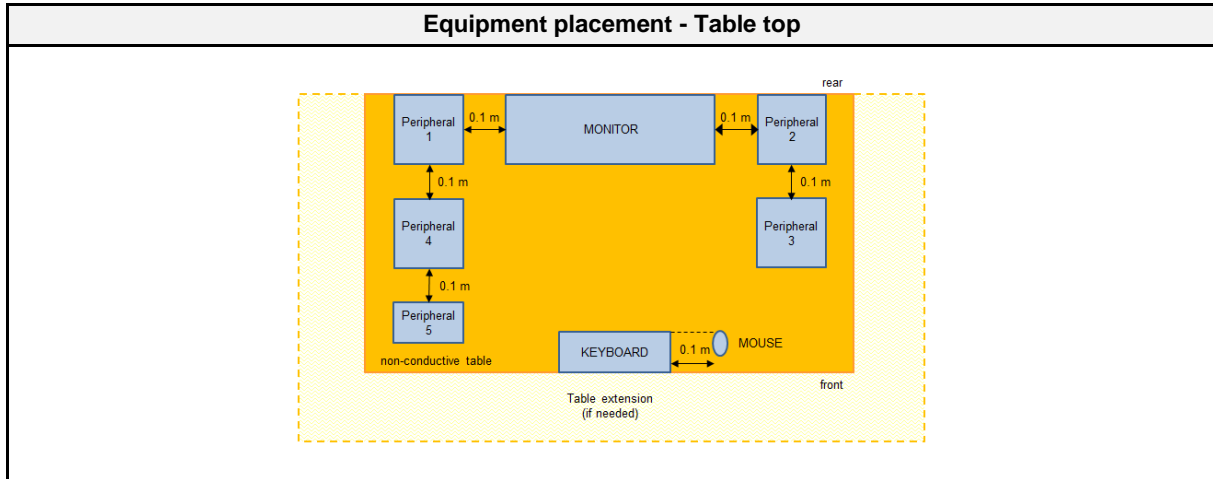 Equipment placement - Table top
rear
Peripheral
1
0.1 m
MONITOR
0.1 m
Peripheral
2
0.1 m
0.1 m
Peripheral
4
Peripheral
3
0.1 m
Peripheral
5
KEYBOARD
0.1 m
MOUSE
non-conductive table
front
Table extension
(if needed)